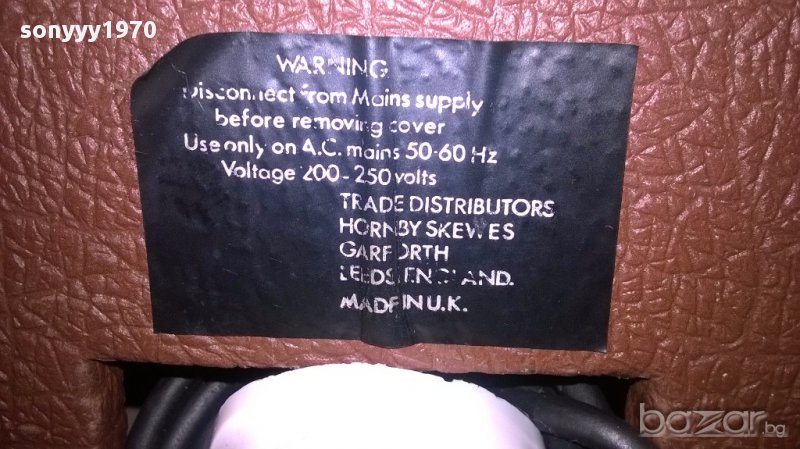 sonyyy1970
WARNING
Disconnect from Mains supply
before removing cover
Use only on A.C. mains 50-60 Hz
Voltage 200-250 volts
TRADE DISTRIBUTORS
HORNBY SKEWES
GARFORTH
LEEDS, ENGLAND.
MADE IN U.K.
bazar.bg